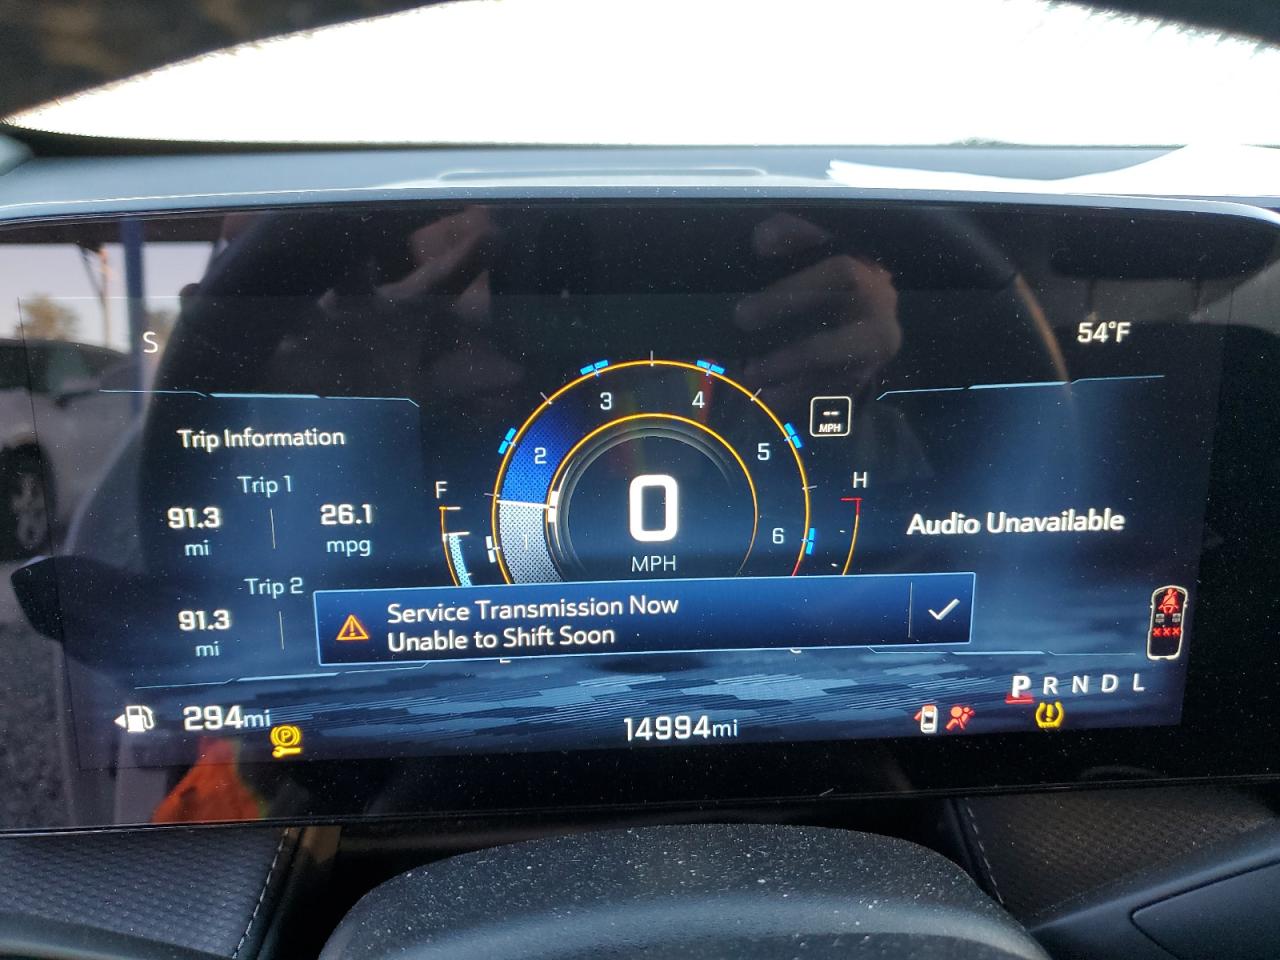 S
54°F
Trip Information
Trip 1
91.3 26.1
mi mpg
Trip 2
91.3
mi
F
1
2
3
4
5
6
H
--
MPH
0
MPH
Audio Unavailable
Service Transmission Now
Unable to Shift Soon
P R N D L
294mi
P
14994mi